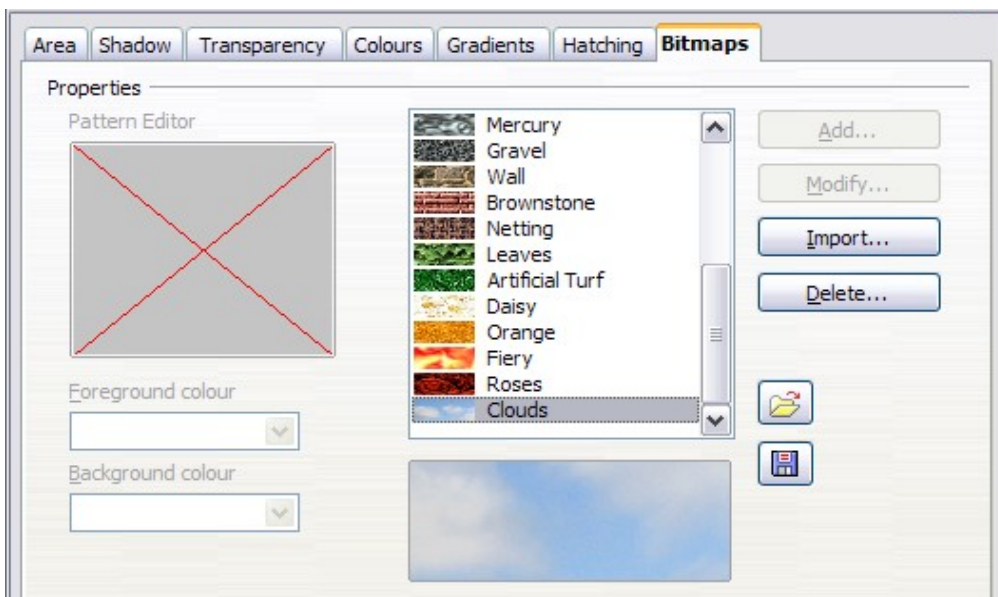 Area Shadow Transparency Colours Gradients Hatching Bitmaps
Properties
Pattern Editor
Mercury
Gravel
Wall
Brownstone
Netting
Leaves
Artificial Turf
Daisy
Orange
Fiery
Roses
Clouds
Add...
Modify...
Import...
Delete...
Foreground colour
Background colour